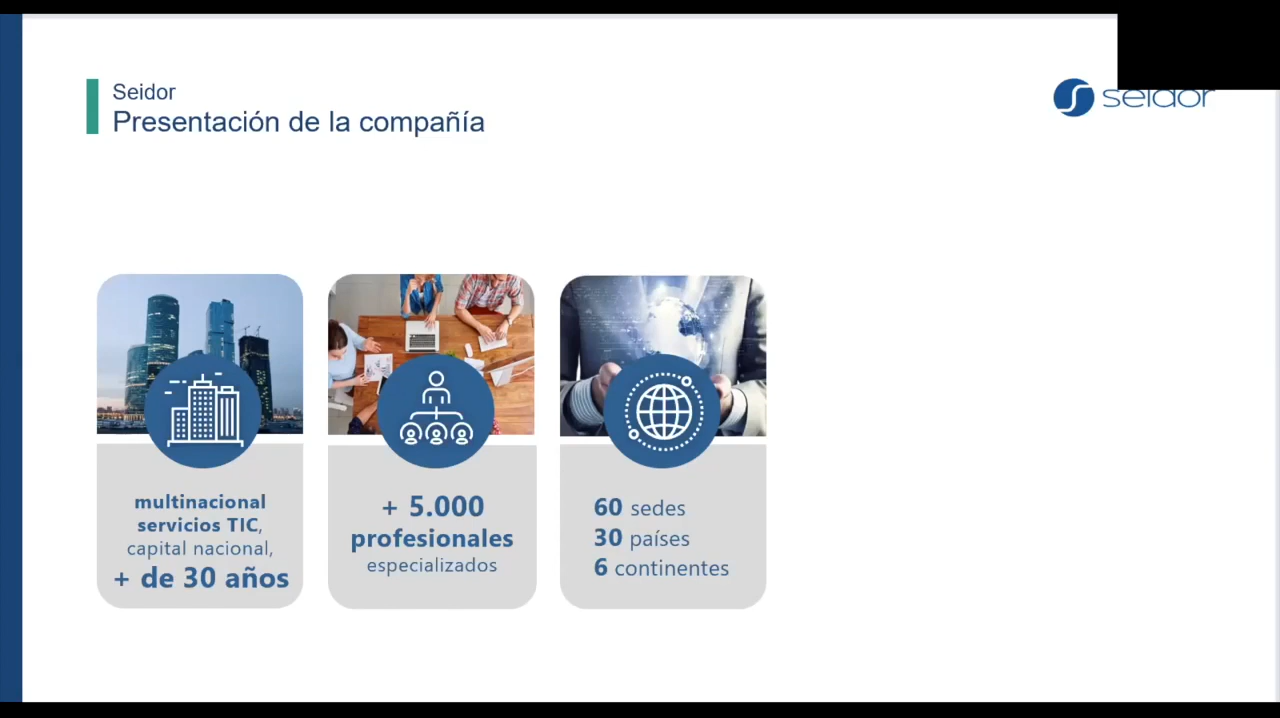 Seidor
Presentación de la compañía
seidor
multinacional
servicios TIC,
capital nacional,
+ de 30 años
+ 5.000
profesionales
especializados
60 sedes
30 países
6 continentes